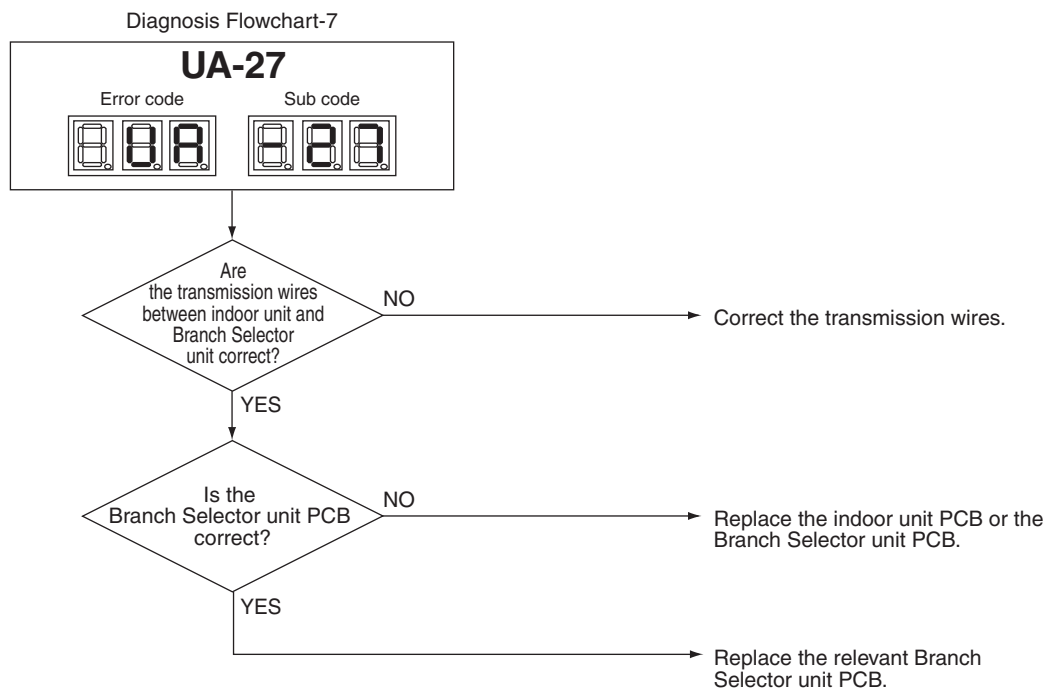 Diagnosis Flowchart-7
UA-27
Error code
Sub code
UA
-27
Are
the transmission wires
between indoor unit and
Branch Selector
unit correct?
NO
Correct the transmission wires.
YES
Is the
Branch Selector unit PCB
correct?
NO
Replace the indoor unit PCB or the
Branch Selector unit PCB.
YES
Replace the relevant Branch
Selector unit PCB.